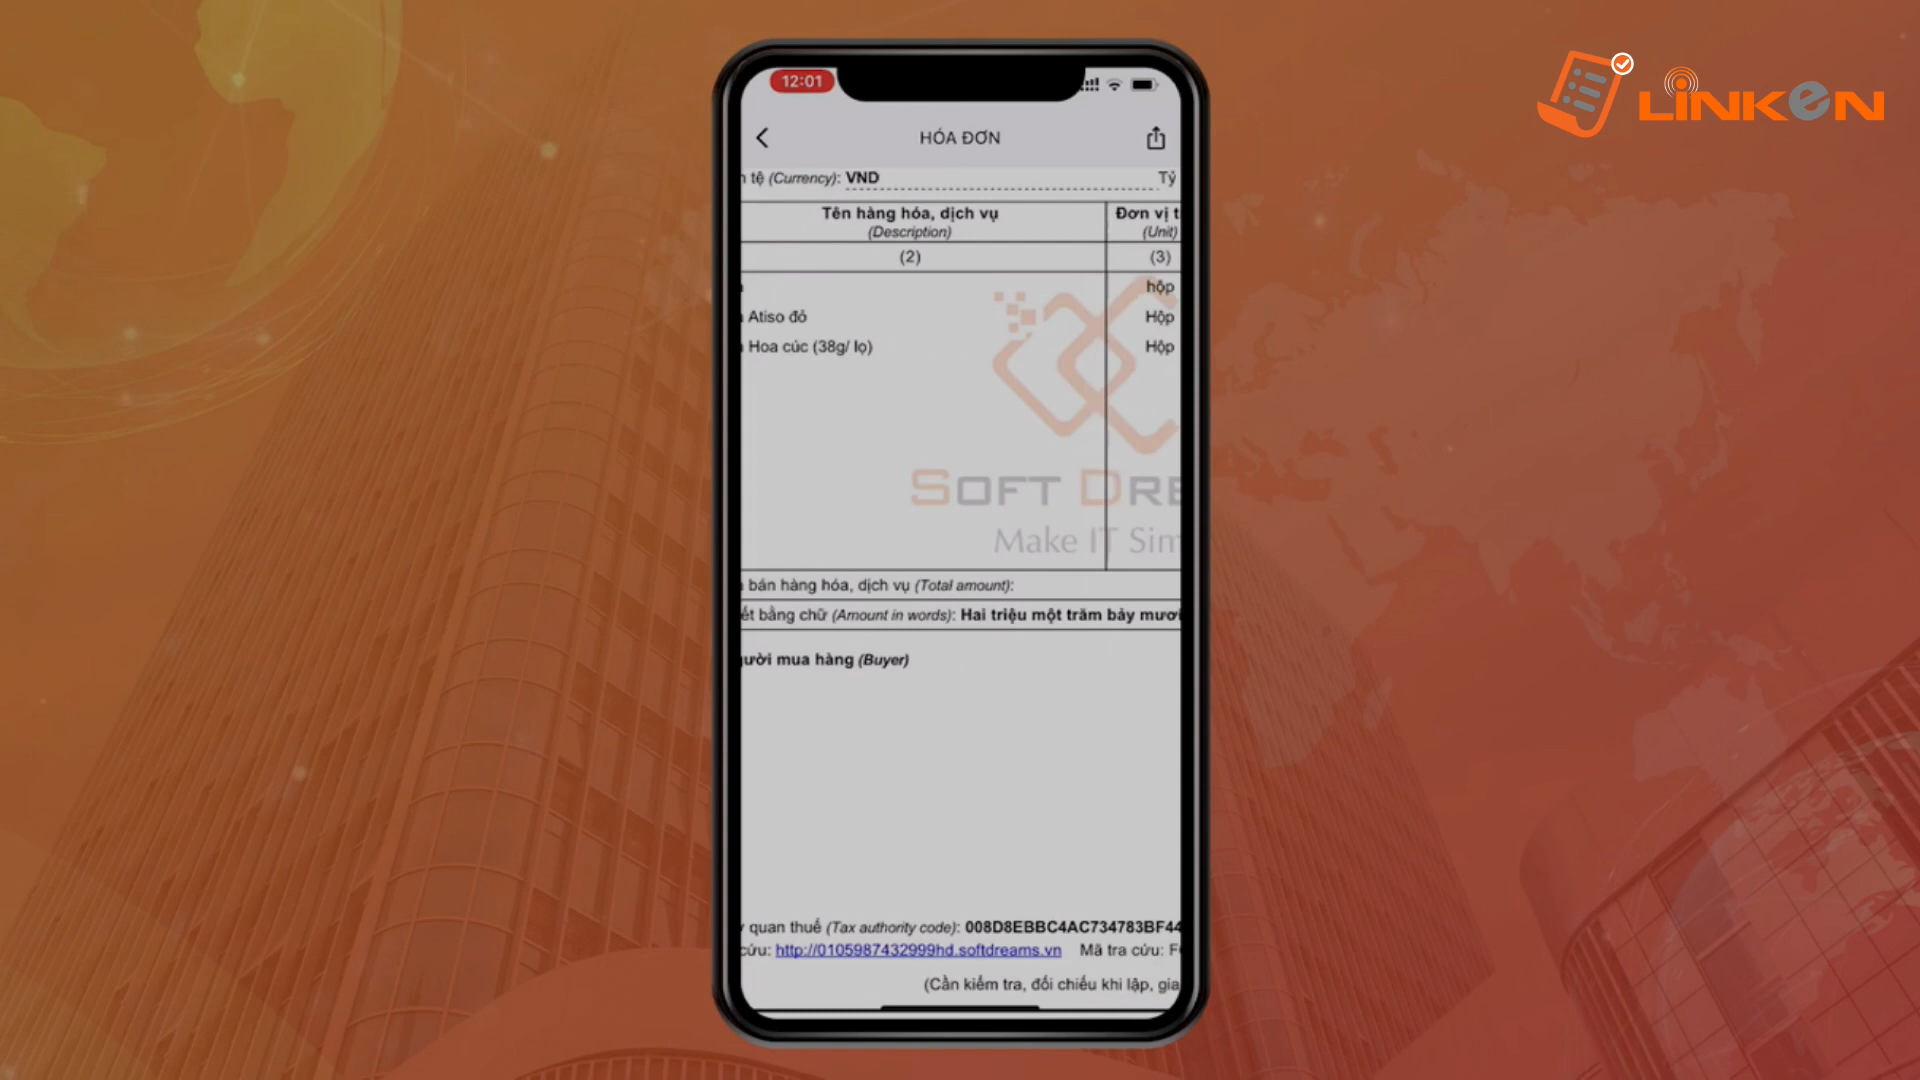 LINKEN
12:01
HÓA ĐƠN
tệ (Currency): VND Tỷ
Tên hàng hóa, dịch vụ Đơn vị t
(Description) (Unit)
(2) (3)
hộp
Atiso đỏ Hộp
Hoa cúc (38g/ lọ) Hộp
SOFT DRE
Make IT Sim
bán hàng hóa, dịch vụ (Total amount):
bằng chữ (Amount in words): Hai triệu một trăm bảy mươi
mua hàng (Buyer)
quan thuế (Tax authority code): 008D8EBBC4AC734783BF44
cứu: http://0105987432999hd.softdreams.vn Mã tra cứu: F
(Cần kiểm tra, đối chiếu khi lập, gia